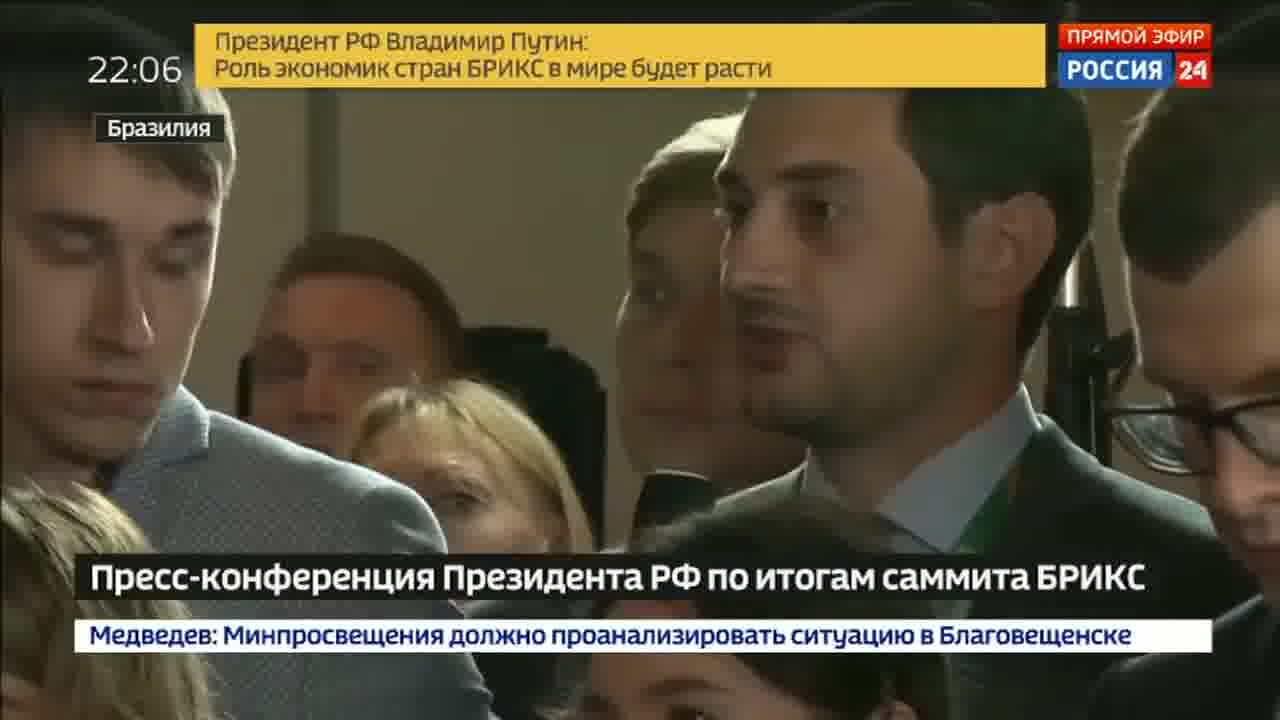 Президент РФ Владимир Путин:
Роль экономик стран БРИКС в мире будет расти
ПРЯМОЙ ЭФИР
22:06
РОССИЯ 24
Бразилия
Пресс-конференция Президента РФ по итогам саммита БРИКС
Медведев: Минпросвещения должно проанализировать ситуацию в Благовещенске